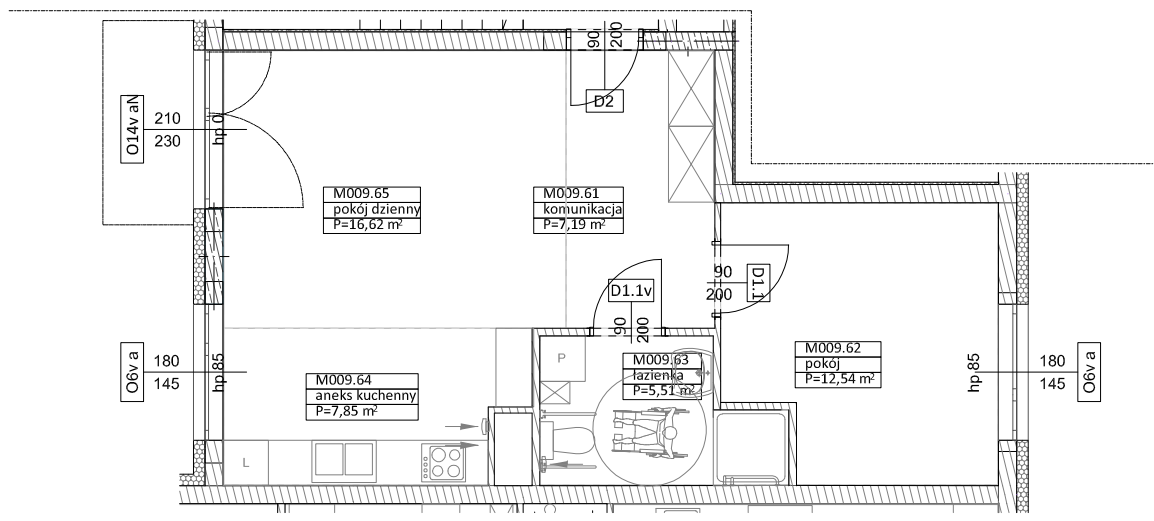 90
200
D2
O14v aN
210
230
hp 0
M009.65
pokój dzienny
P=16,62 m²
M009.61
komunikacja
P=7,19 m²
90
200
D1.1
D1.1v
90
200
O6v a
180
145
hp 85
M009.64
aneks kuchenny
P=7,85 m²
P
M009.63
łazienka
P=5,51 m²
M009.62
pokój
P=12,54 m²
hp 85
180
145
O6v a
L